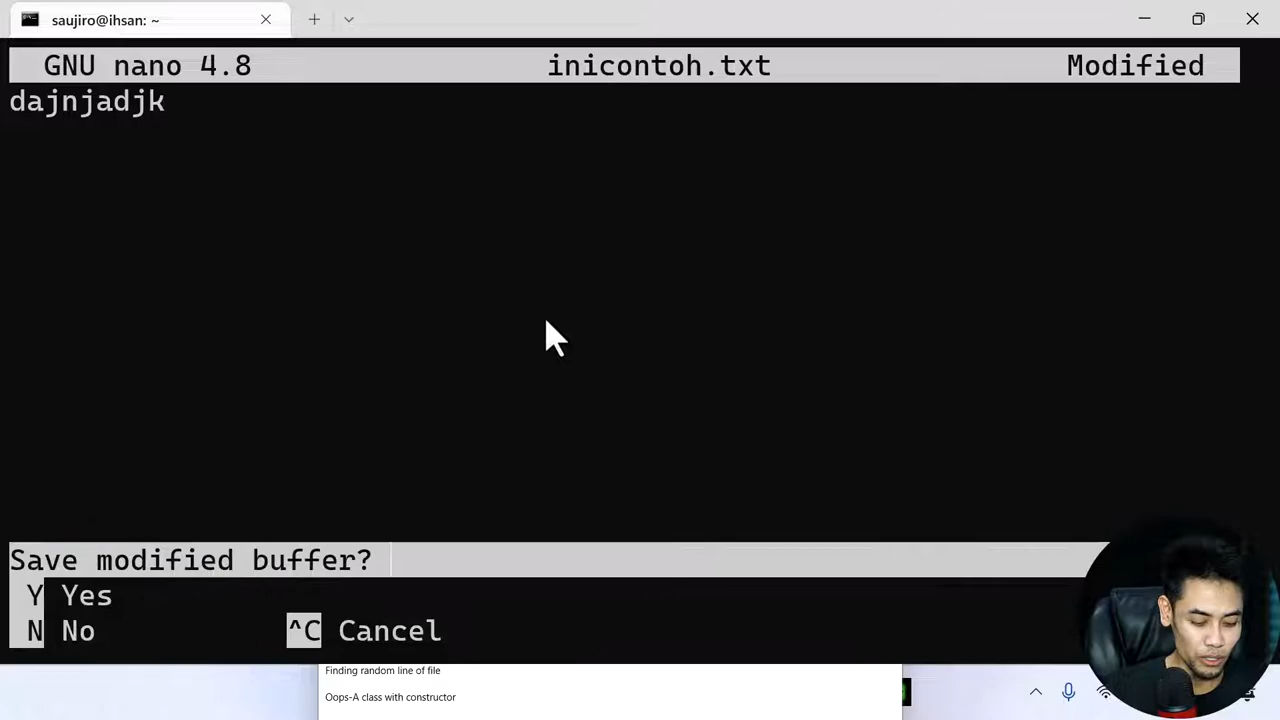 saujiro@ihsan: ~
GNU nano 4.8 inicontoh.txt Modified
dajnjadjk
Save modified buffer?
Y Yes
N No ^C Cancel
Finding random line of file
Oops-A class with constructor